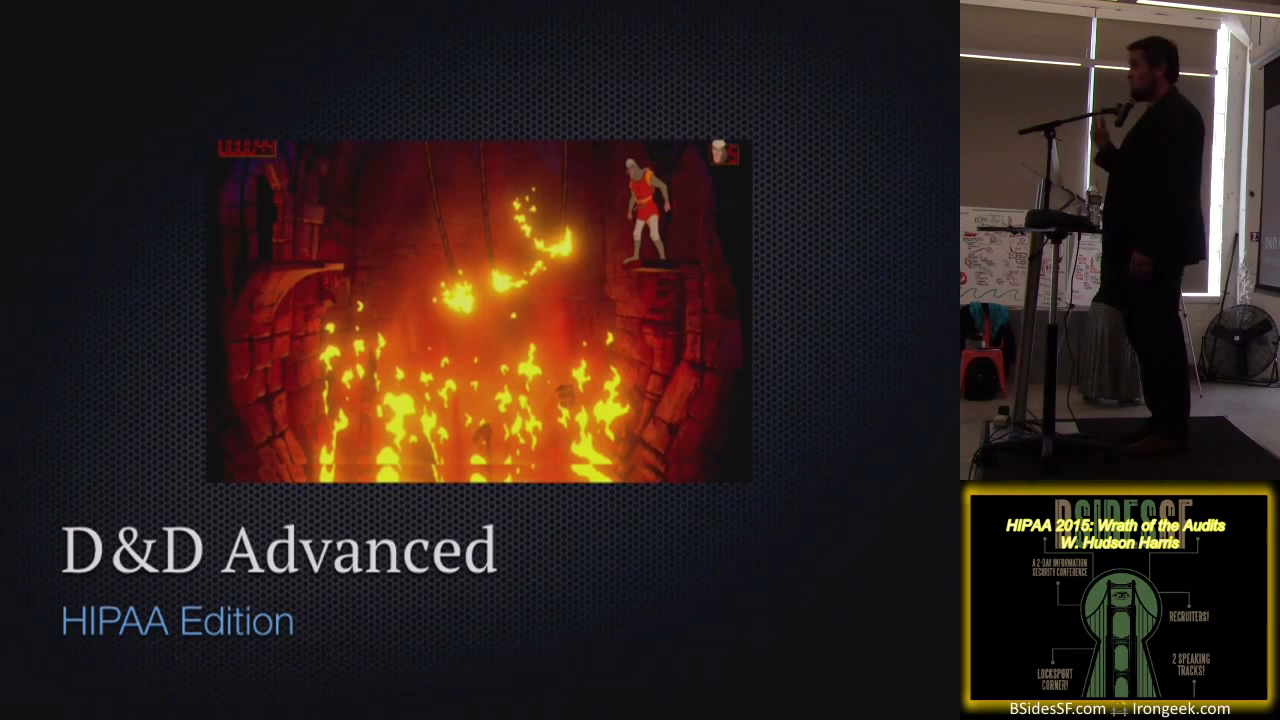 D&D Advanced
HIPAA Edition
BSIDESSF
HIPAA 2015: Wrath of the Audits
W. Hudson Harris
A 2-DAY INFORMATION
SECURITY CONFERENCE
RECRUITERS!
2 SPEAKING
TRACKS!
LOCKSPORT
CORNER!
BSidesSF.com
Irongeek.com